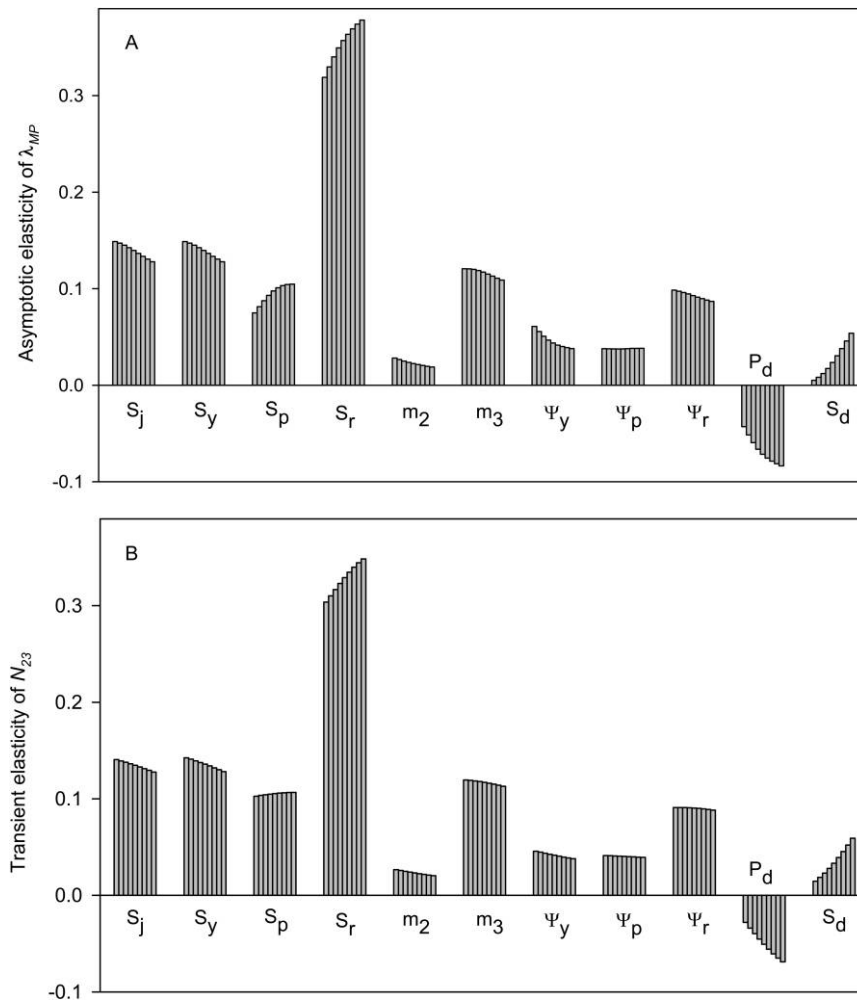 A
Asymptotic elasticity of λMP
0.3
0.2
0.1
0.0
-0.1
Sj Sy Sp Sr m2 m3 Ψy Ψp Ψr Pd Sd
B
Transient elasticity of N23
0.3
0.2
0.1
0.0
-0.1
Sj Sy Sp Sr m2 m3 Ψy Ψp Ψr Pd Sd